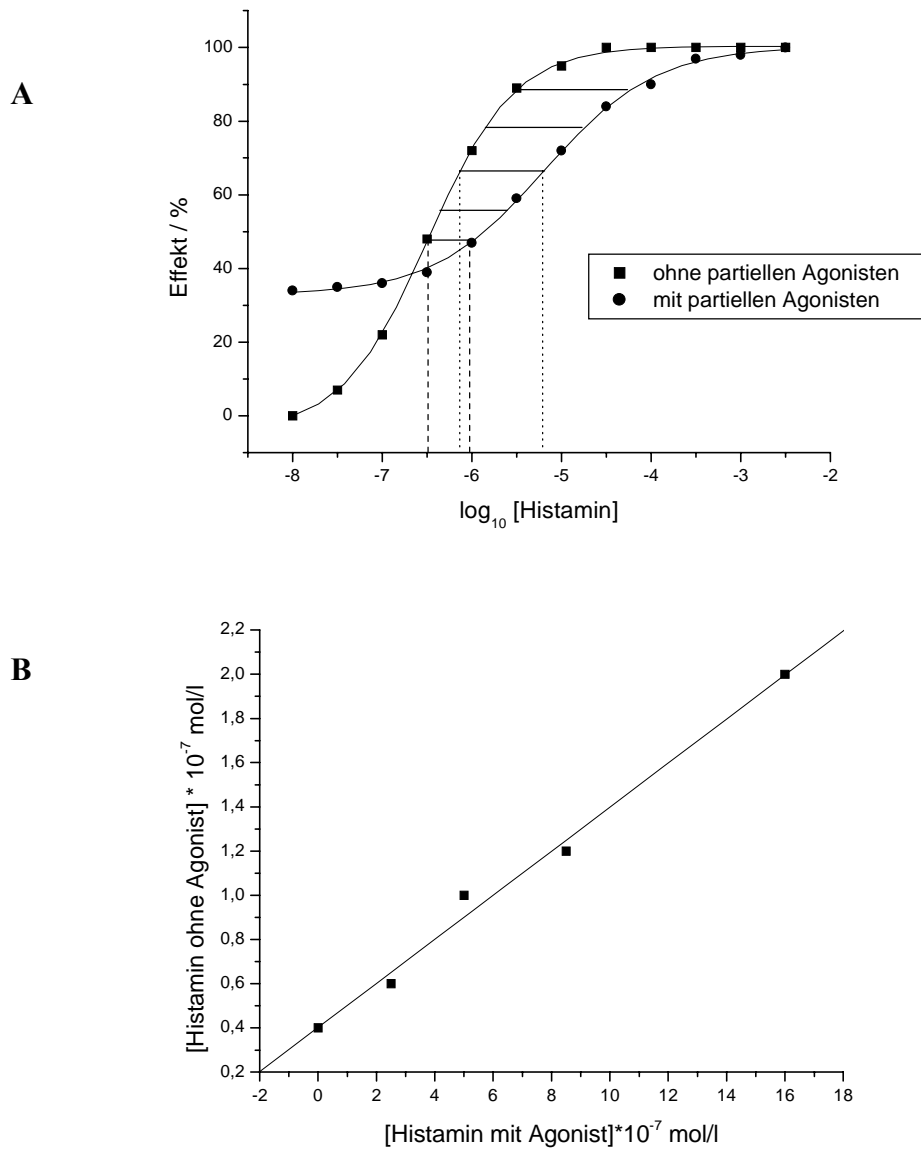 A
Effekt / %
100
80
60
40
20
0
-8 -7 -6 -5 -4 -3 -2
log10 [Histamin]
ohne partiellen Agonisten
mit partiellen Agonisten
B
[Histamin ohne Agonist] * 10-7 mol/l
2,2
2,0
1,8
1,6
1,4
1,2
1,0
0,8
0,6
0,4
0,2
-2 0 2 4 6 8 10 12 14 16 18
[Histamin mit Agonist]*10-7 mol/l